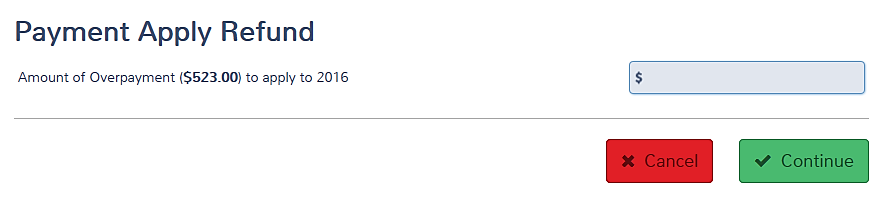 Payment Apply Refund
Amount of Overpayment ($523.00) to apply to 2016
$
✖ Cancel
✔ Continue